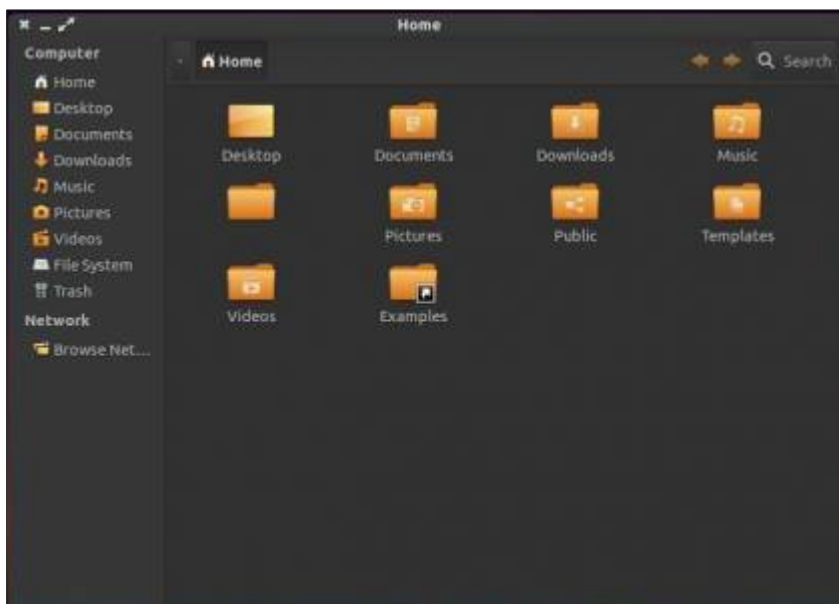 Home
Computer
Home
Desktop
Documents
Downloads
Music
Pictures
Videos
File System
Trash
Network
Browse Net...
Home
Search
Desktop
Documents
Downloads
Music
Pictures
Public
Templates
Videos
Examples